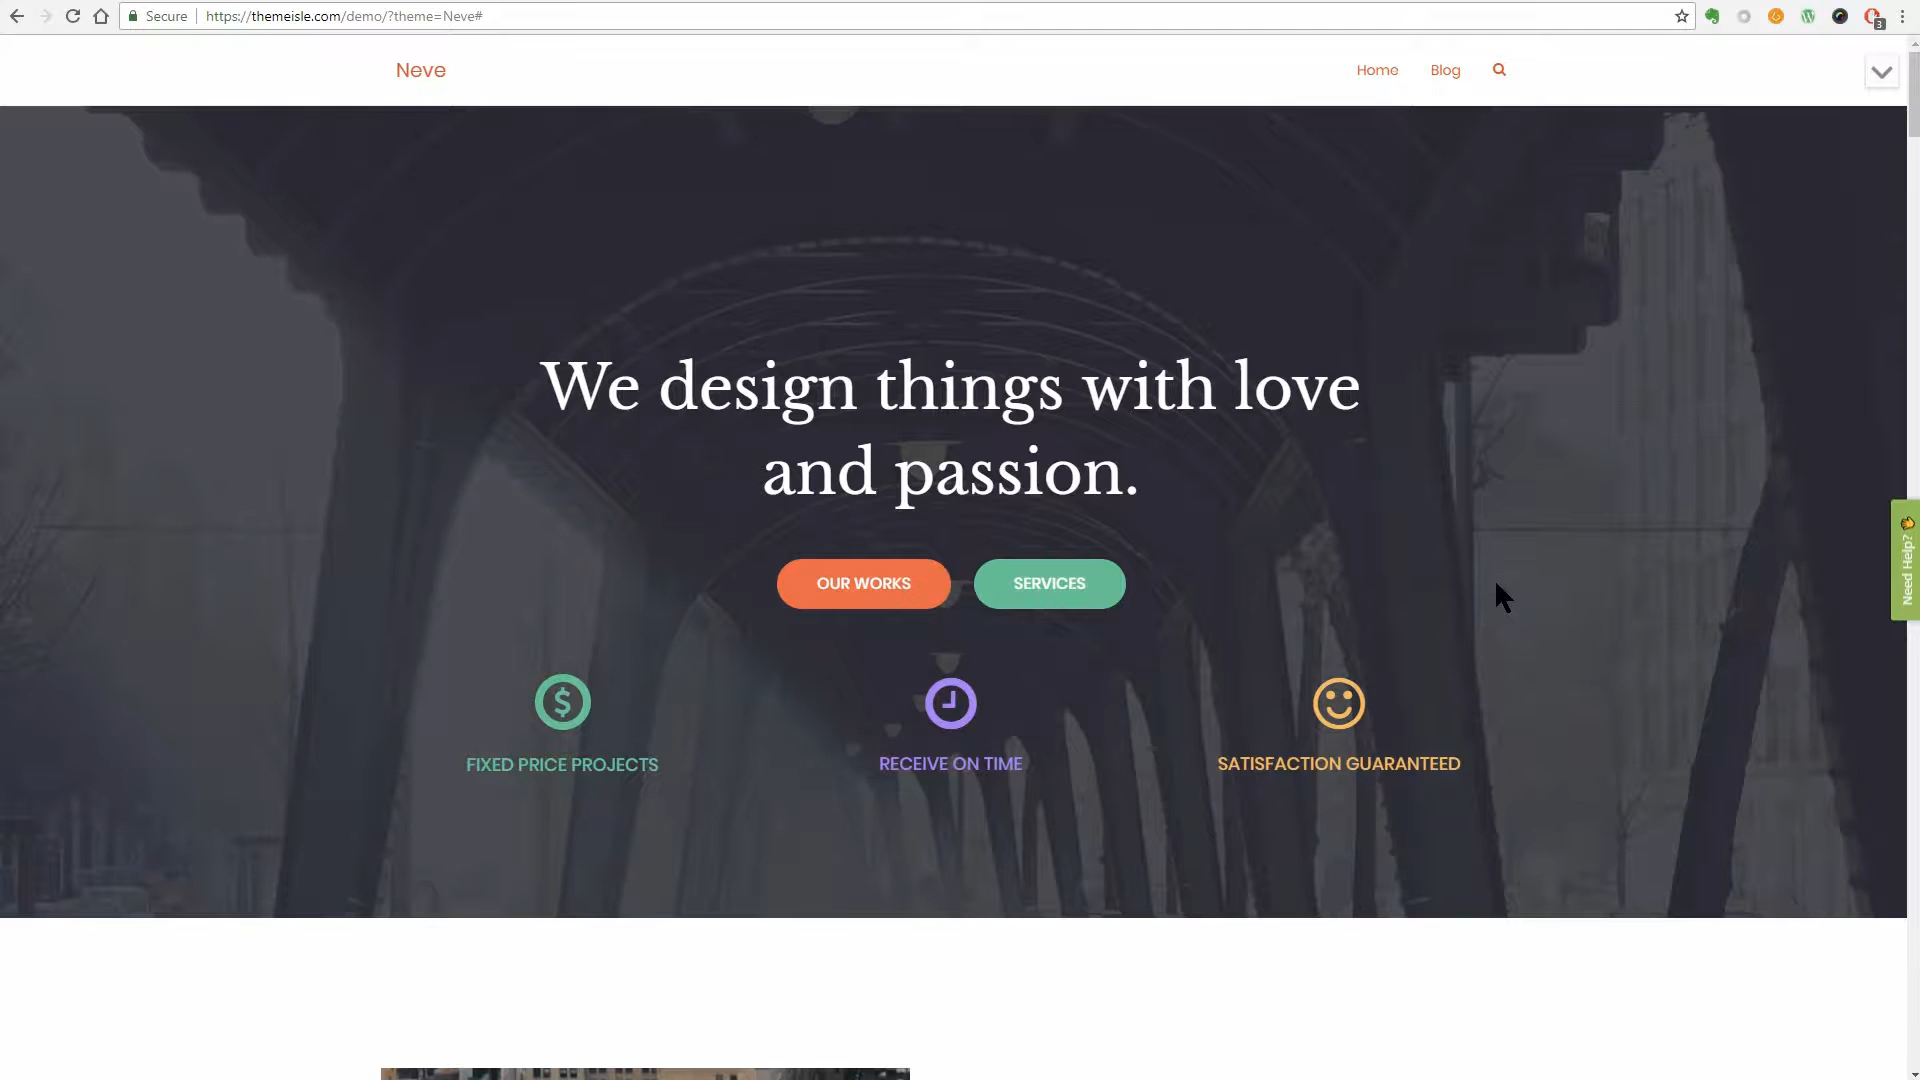 Secure https://themeisle.com/demo/?theme=Neve#
3
Neve
Home Blog
We design things with love
and passion.
OUR WORKS SERVICES
Need Help?
FIXED PRICE PROJECTS RECEIVE ON TIME SATISFACTION GUARANTEED